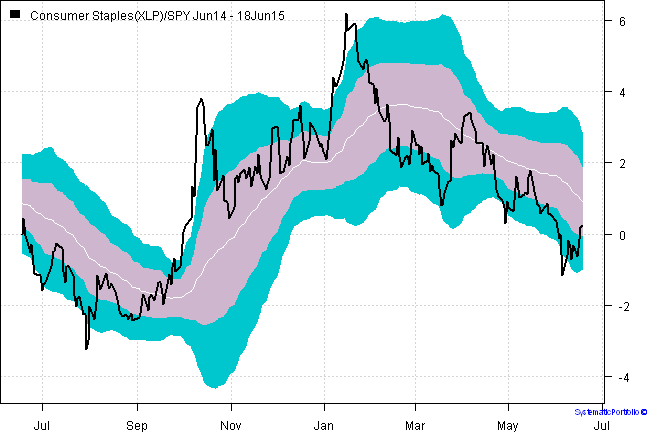 Consumer Staples(XLP)/SPY Jun14 - 18Jun15
6
4
2
0
-2
-4
Jul Sep Nov Jan Mar May Jul
SystematicPortfolio ©